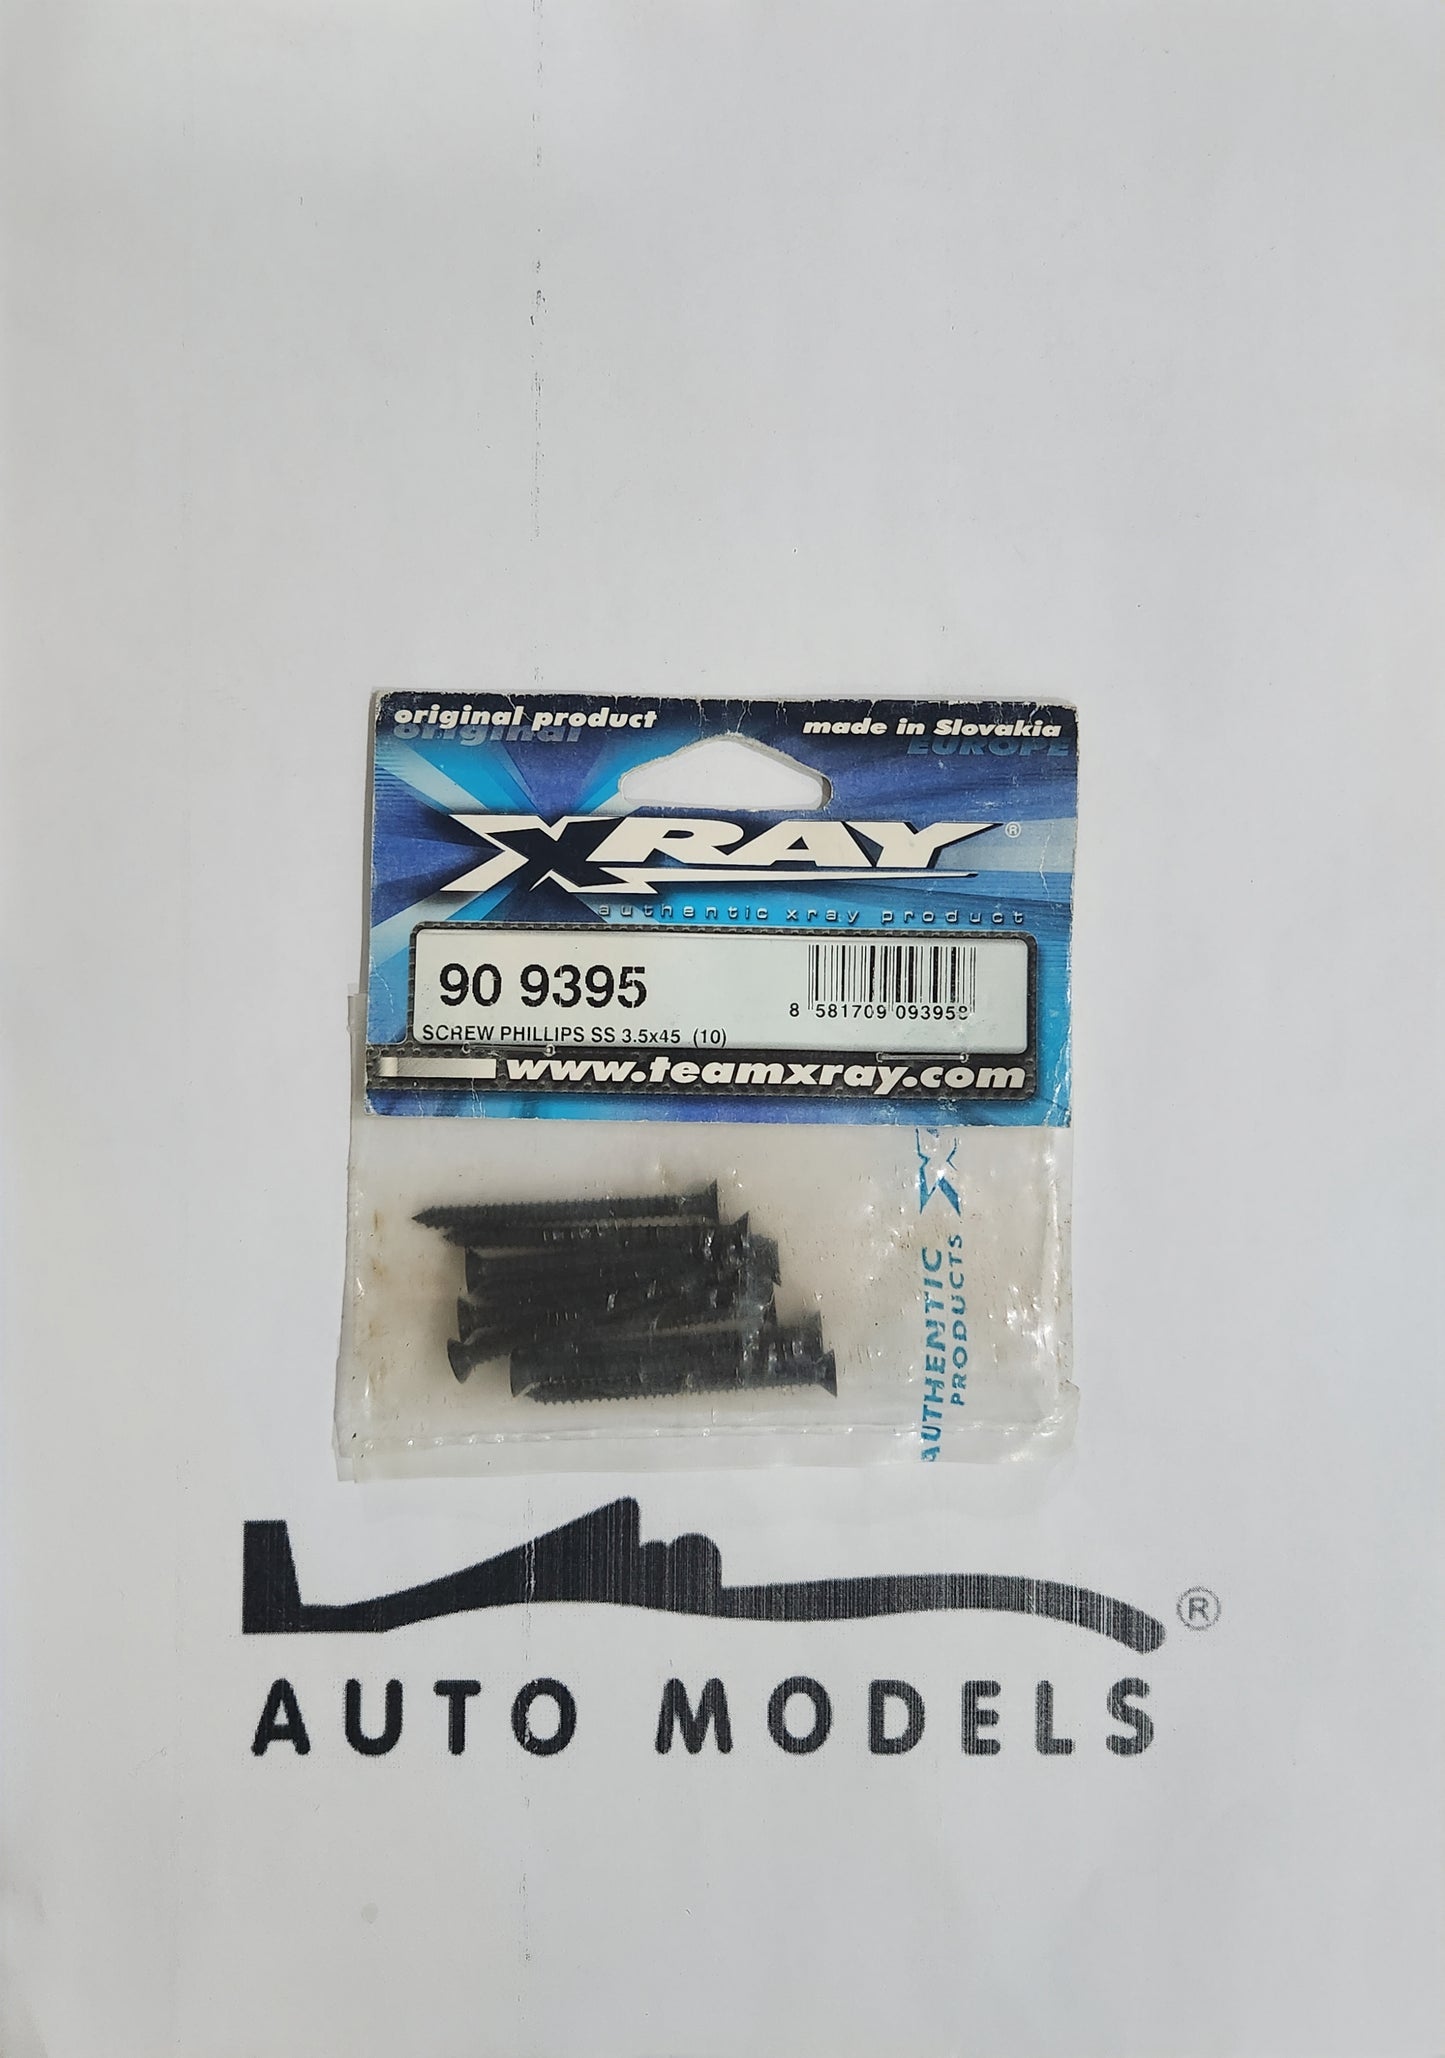 original product
original
made in Slovakia
EUROPE
XRAY®
authentic xray product
90 9395
8 581709 093958
SCREW PHILLIPS SS 3.5x45 (10)
www.teamxray.com
X
AUTHENTIC
PRODUCTS
®
AUTO MODELS